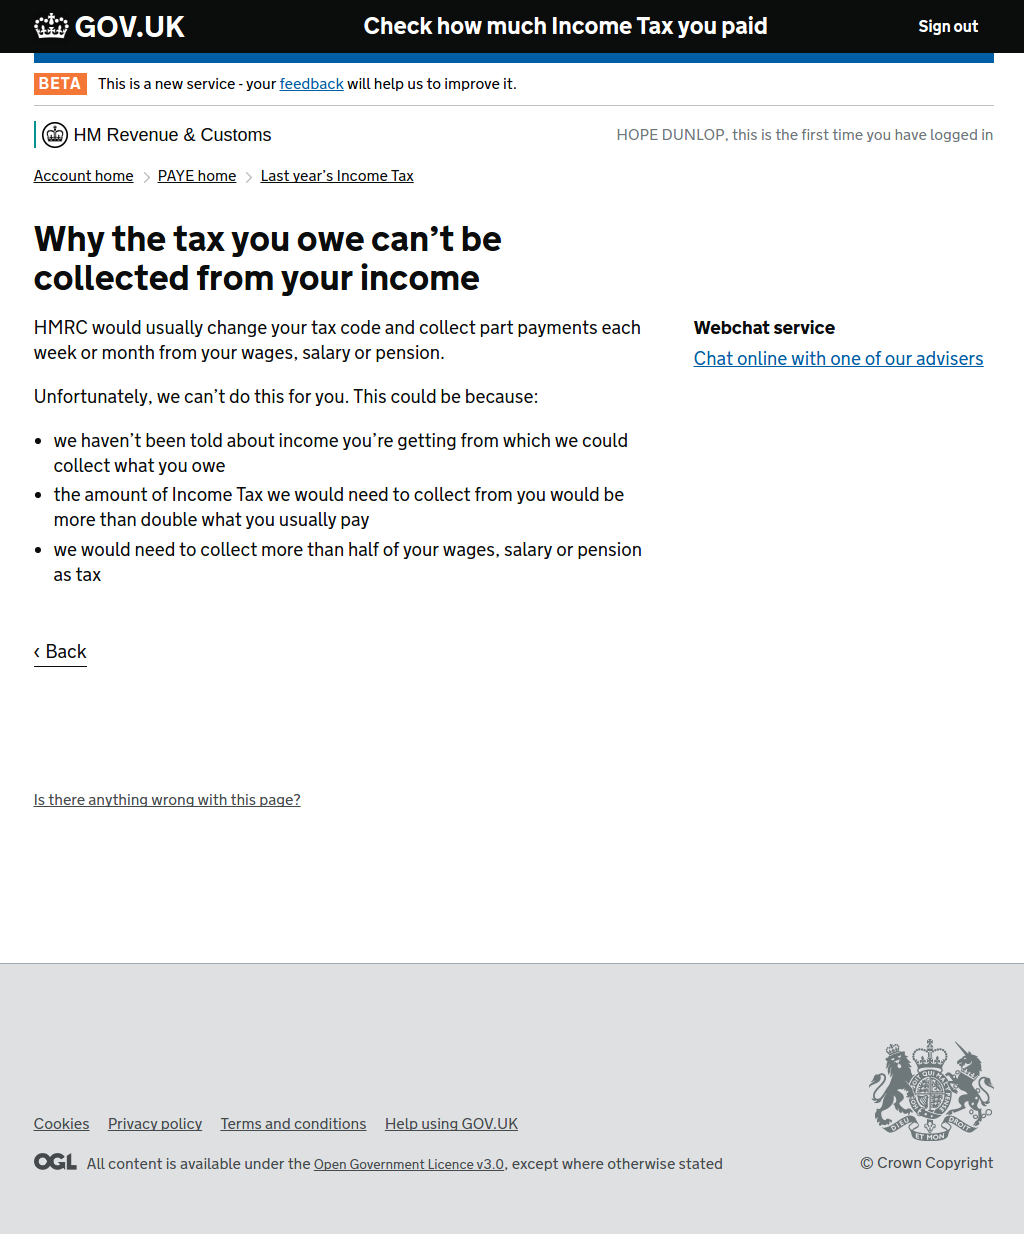 GOV.UK
Check how much Income Tax you paid
Sign out
BETA This is a new service - your feedback will help us to improve it.
HM Revenue & Customs
HOPE DUNLOP, this is the first time you have logged in
Account home
PAYE home
Last year’s Income Tax
Why the tax you owe can’t be
collected from your income
HMRC would usually change your tax code and collect part payments each
week or month from your wages, salary or pension.
Unfortunately, we can’t do this for you. This could be because:
• we haven’t been told about income you’re getting from which we could
collect what you owe
• the amount of Income Tax we would need to collect from you would be
more than double what you usually pay
• we would need to collect more than half of your wages, salary or pension
as tax
Webchat service
Chat online with one of our advisers
‹ Back
Is there anything wrong with this page?
Cookies
Privacy policy
Terms and conditions
Help using GOV.UK
OGL All content is available under the Open Government Licence v3.0, except where otherwise stated
DIEU ET MON DROIT
© Crown Copyright